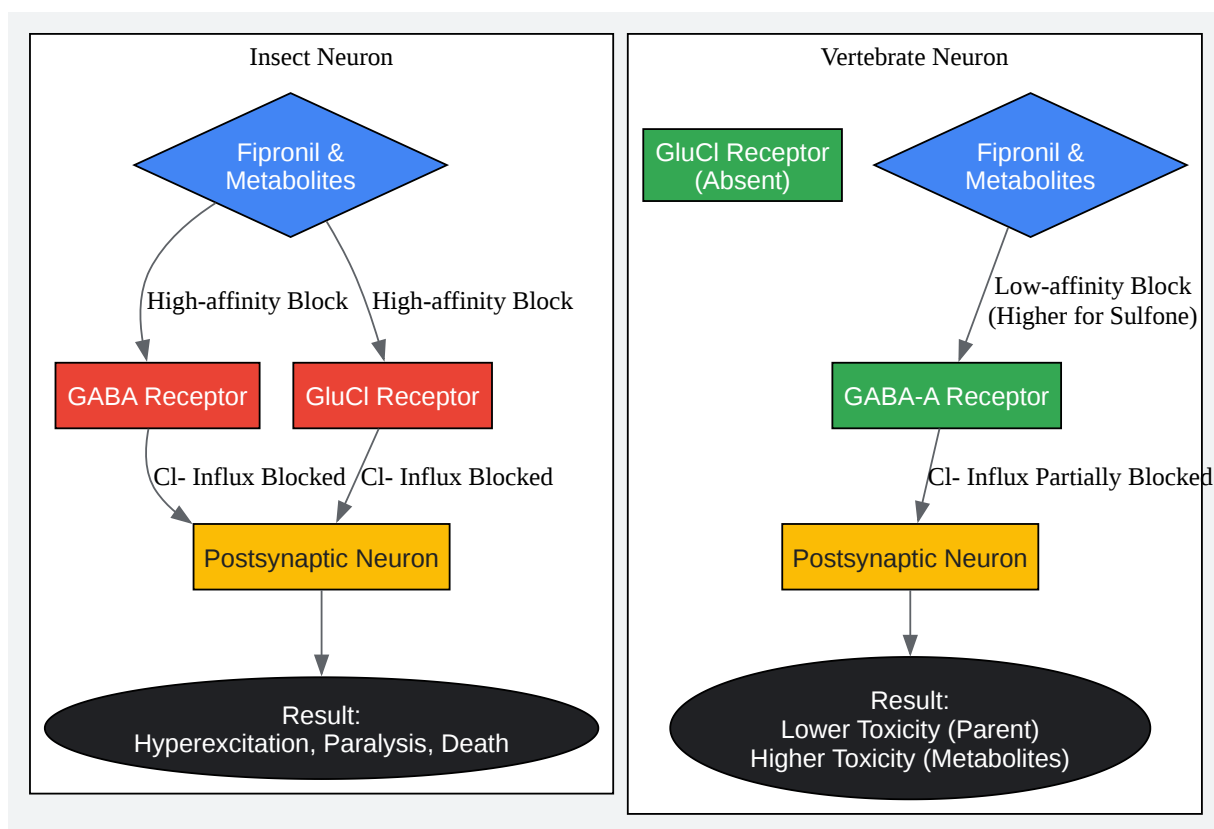 Insect Neuron
Fipronil &
Metabolites
High-affinity Block
High-affinity Block
GABA Receptor
GluCl Receptor
Cl- Influx Blocked
Cl- Influx Blocked
Postsynaptic Neuron
Result:
Hyperexcitation, Paralysis, Death
Vertebrate Neuron
GluCl Receptor
(Absent)
Fipronil &
Metabolites
Low-affinity Block
(Higher for Sulfone)
GABA-A Receptor
Cl- Influx Partially Blocked
Postsynaptic Neuron
Result:
Lower Toxicity (Parent)
Higher Toxicity (Metabolites)